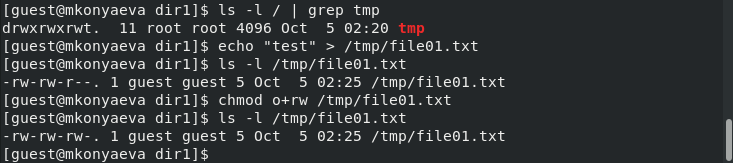 [guest@mkonyaeva dir1]$ ls -l / | grep tmp
drwxrwxrwt.  11 root root 4096 Oct  5 02:20 tmp
[guest@mkonyaeva dir1]$ echo "test" > /tmp/file01.txt
[guest@mkonyaeva dir1]$ ls -l /tmp/file01.txt
-rw-rw-r--. 1 guest guest 5 Oct  5 02:25 /tmp/file01.txt
[guest@mkonyaeva dir1]$ chmod o+rw /tmp/file01.txt
[guest@mkonyaeva dir1]$ ls -l /tmp/file01.txt
-rw-rw-rw-. 1 guest guest 5 Oct  5 02:25 /tmp/file01.txt
[guest@mkonyaeva dir1]$